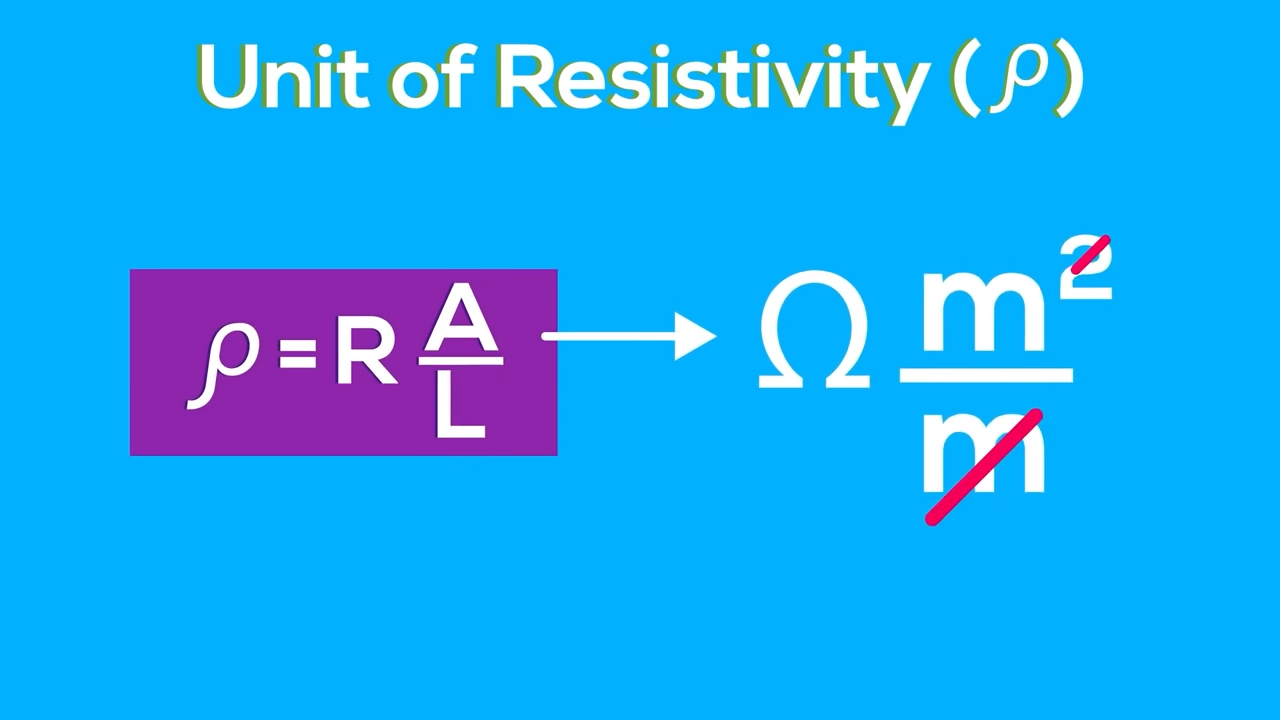 Unit of Resistivity (ρ)
ρ = R A/L
Ω m²/m